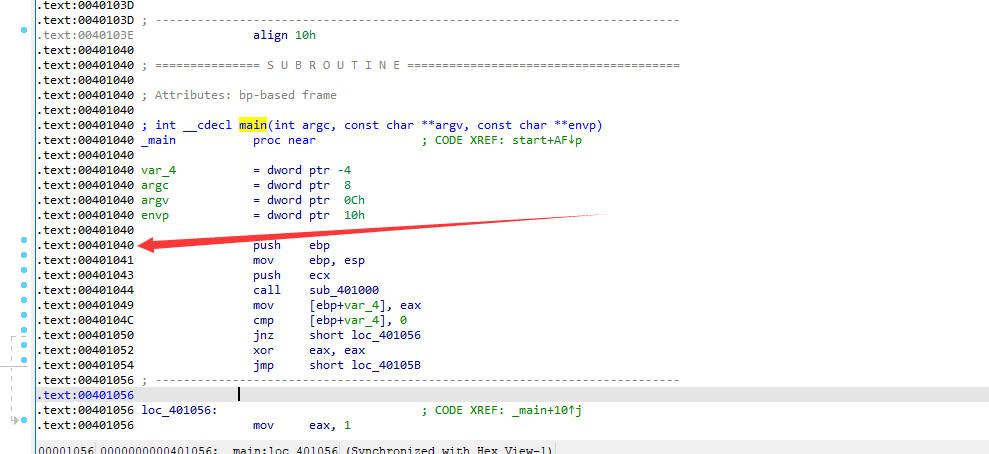 .text:0040103D
.text:0040103D ; ---------------------------------------------------------------------------
.text:0040103E align 10h
.text:00401040
.text:00401040 ; =============== S U B R O U T I N E =======================================
.text:00401040
.text:00401040 ; Attributes: bp-based frame
.text:00401040
.text:00401040 ; int __cdecl main(int argc, const char **argv, const char **envp)
.text:00401040 _main proc near ; CODE XREF: start+AF↓p
.text:00401040
.text:00401040 var_4 = dword ptr -4
.text:00401040 argc = dword ptr 8
.text:00401040 argv = dword ptr 0Ch
.text:00401040 envp = dword ptr 10h
.text:00401040
.text:00401040 push ebp
.text:00401041 mov ebp, esp
.text:00401043 push ecx
.text:00401044 call sub_401000
.text:00401049 mov [ebp+var_4], eax
.text:0040104C cmp [ebp+var_4], 0
.text:00401050 jnz short loc_401056
.text:00401052 xor eax, eax
.text:00401054 jmp short loc_40105B
.text:00401056 ; ---------------------------------------------------------------------------
.text:00401056
.text:00401056 loc_401056: ; CODE XREF: _main+10↑j
.text:00401056 mov eax, 1
00001056 0000000000401056: _main:loc_401056 (Synchronized with Hex View-1)